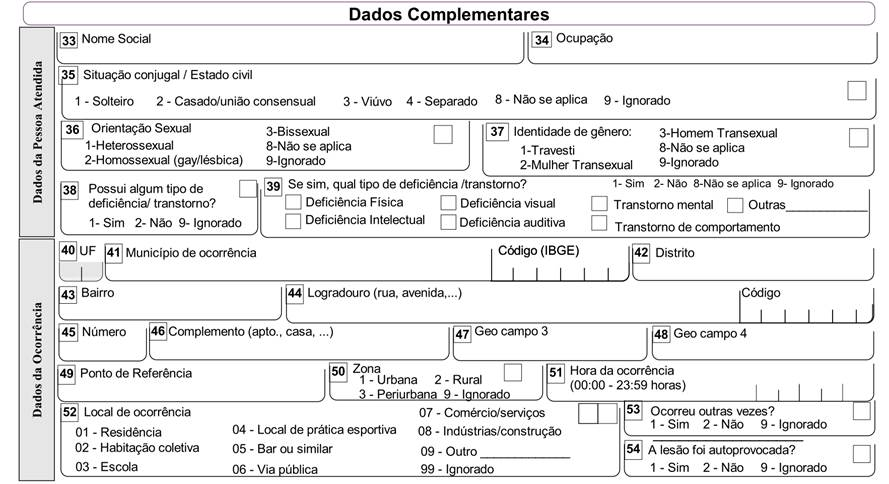 Dados Complementares
Dados da Pessoa Atendida
33 Nome Social
34 Ocupação
35 Situação conjugal / Estado civil
1 - Solteiro 2 - Casado/união consensual 3 - Viúvo 4 - Separado 8 - Não se aplica 9 - Ignorado
36 Orientação Sexual
1-Heterossexual
2-Homossexual (gay/lésbica)
3-Bissexual
8-Não se aplica
9-Ignorado
37 Identidade de gênero:
1-Travesti
2-Mulher Transexual
3-Homem Transexual
8-Não se aplica
9-Ignorado
38 Possui algum tipo de
deficiência/ transtorno?
1- Sim 2- Não 9- Ignorado
39 Se sim, qual tipo de deficiência /transtorno? 1- Sim 2- Não 8-Não se aplica 9- Ignorado
Deficiência Física Deficiência visual Transtorno mental Outras____________
Deficiência Intelectual Deficiência auditiva Transtorno de comportamento
Dados da Ocorrência
40 UF
41 Município de ocorrência Código (IBGE)
42 Distrito
43 Bairro
44 Logradouro (rua, avenida,...) Código
45 Número
46 Complemento (apto., casa, ...)
47 Geo campo 3
48 Geo campo 4
49 Ponto de Referência
50 Zona
1 - Urbana 2 - Rural
3 - Periurbana 9 - Ignorado
51 Hora da ocorrência
(00:00 - 23:59 horas)
52 Local de ocorrência
01 - Residência
02 - Habitação coletiva
03 - Escola
04 - Local de prática esportiva
05 - Bar ou similar
06 - Via pública
07 - Comércio/serviços
08 - Indústrias/construção
09 - Outro ______________
99 - Ignorado
53 Ocorreu outras vezes?
1 - Sim 2 - Não 9 - Ignorado
54 A lesão foi autoprovocada?
1 - Sim 2 - Não 9 - Ignorado